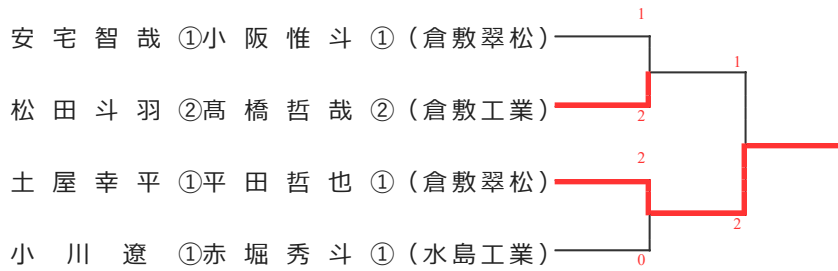 1
安宅智哉 ①小阪惟斗 ① (倉敷翠松)
1
松田斗羽 ②髙橋哲哉 ② (倉敷工業)
2
2
土屋幸平 ①平田哲也 ① (倉敷翠松)
2
小川遼 ①赤堀秀斗 ① (水島工業)
0